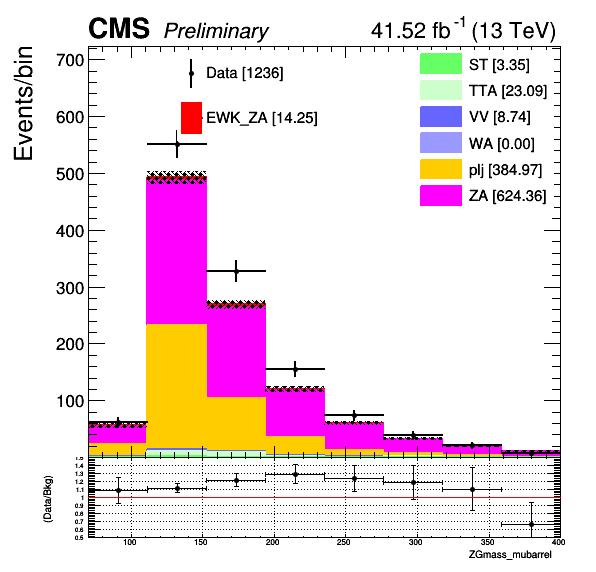 CMS Preliminary 41.52 fb⁻¹ (13 TeV)
Events/bin
700
600
500
400
300
200
100
Data [1236]
EWK_ZA [14.25]
ST [3.35]
TTA [23.09]
VV [8.74]
WA [0.00]
plj [384.97]
ZA [624.36]
(Data/Bkg)
1.5
1.4
1.3
1.2
1.1
1
0.9
0.8
0.7
0.6
0.5
100 150 200 250 300 350 400
ZGmass_mubarrel